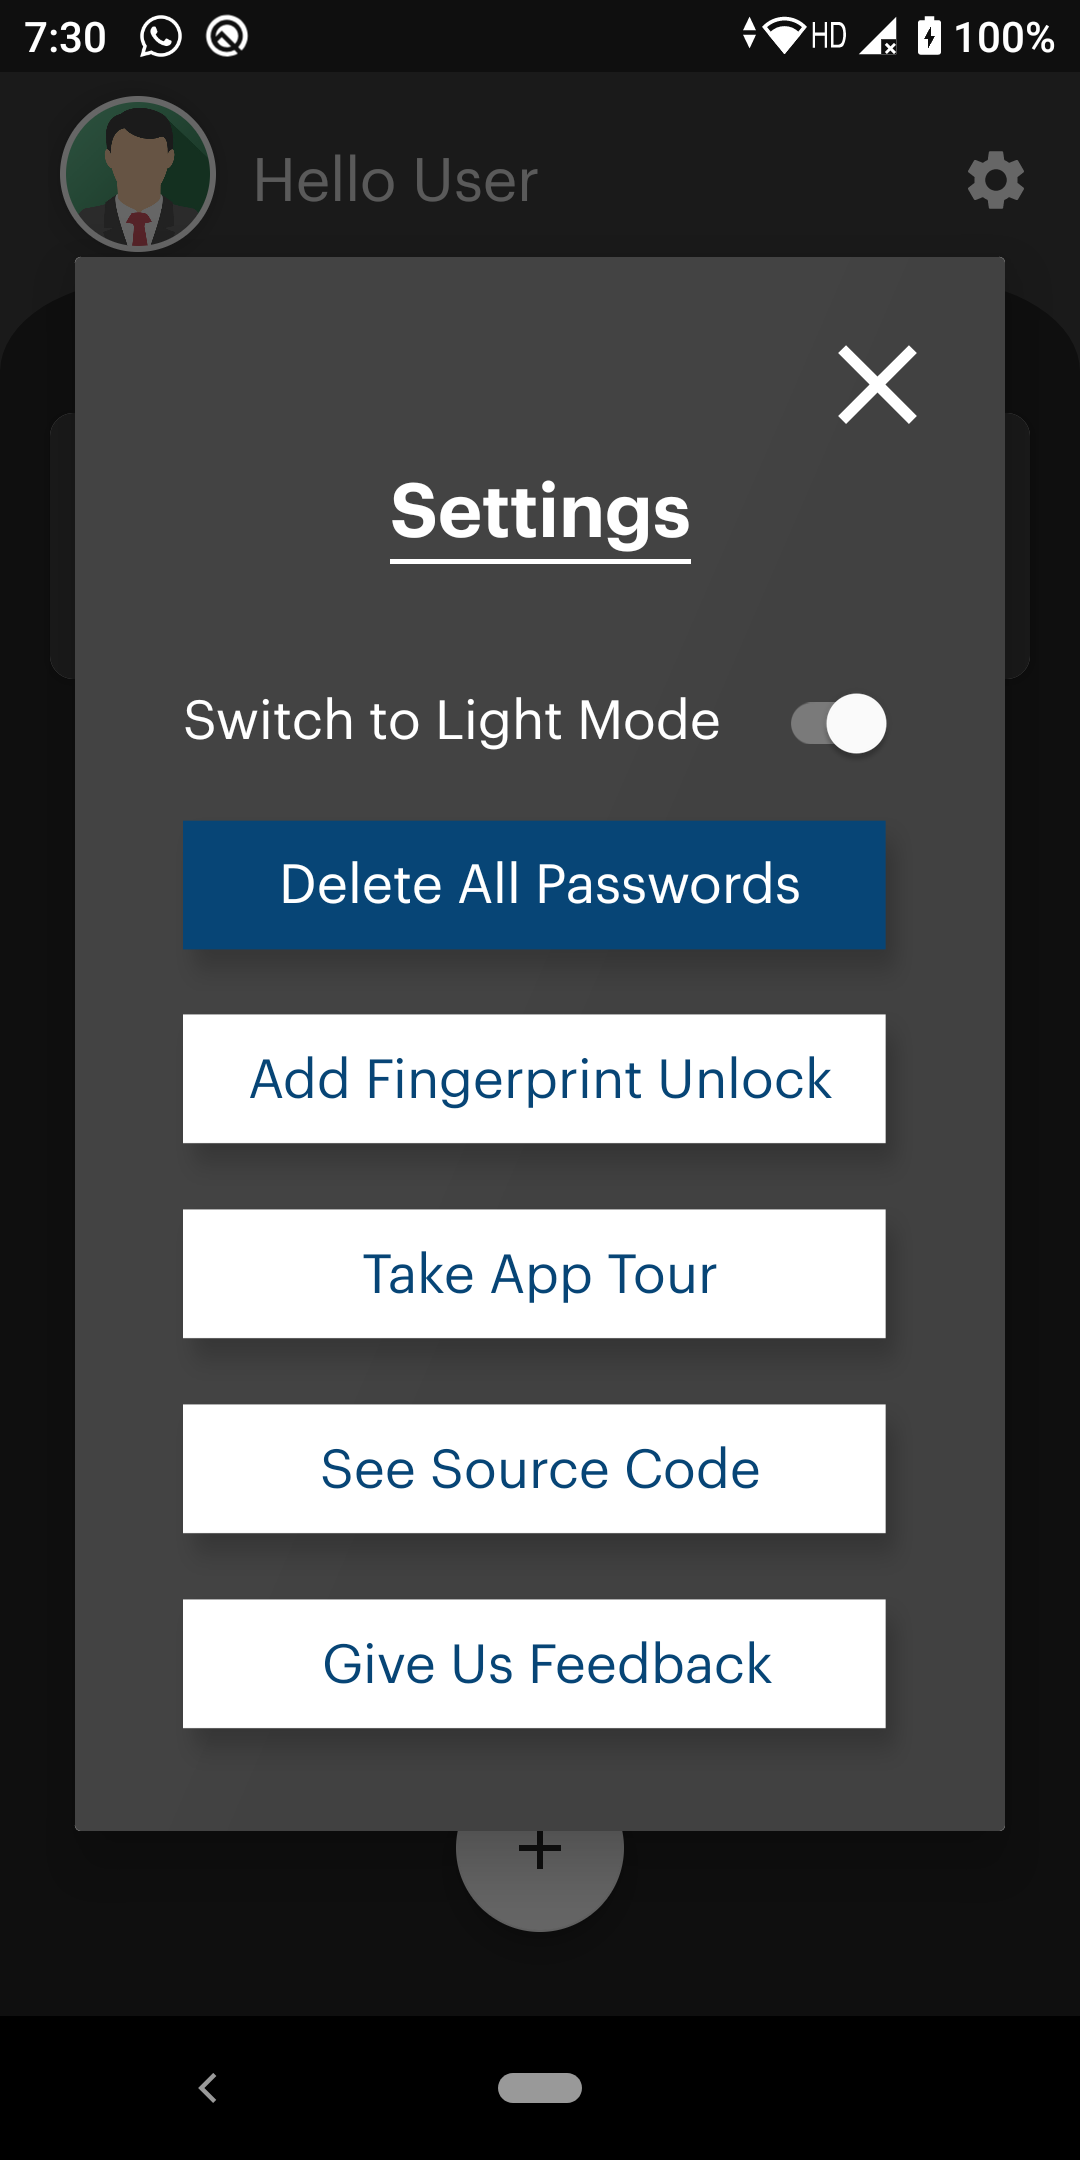 7:30 HD 100%
Hello User
Settings
Switch to Light Mode
Delete All Passwords
Add Fingerprint Unlock
Take App Tour
See Source Code
Give Us Feedback